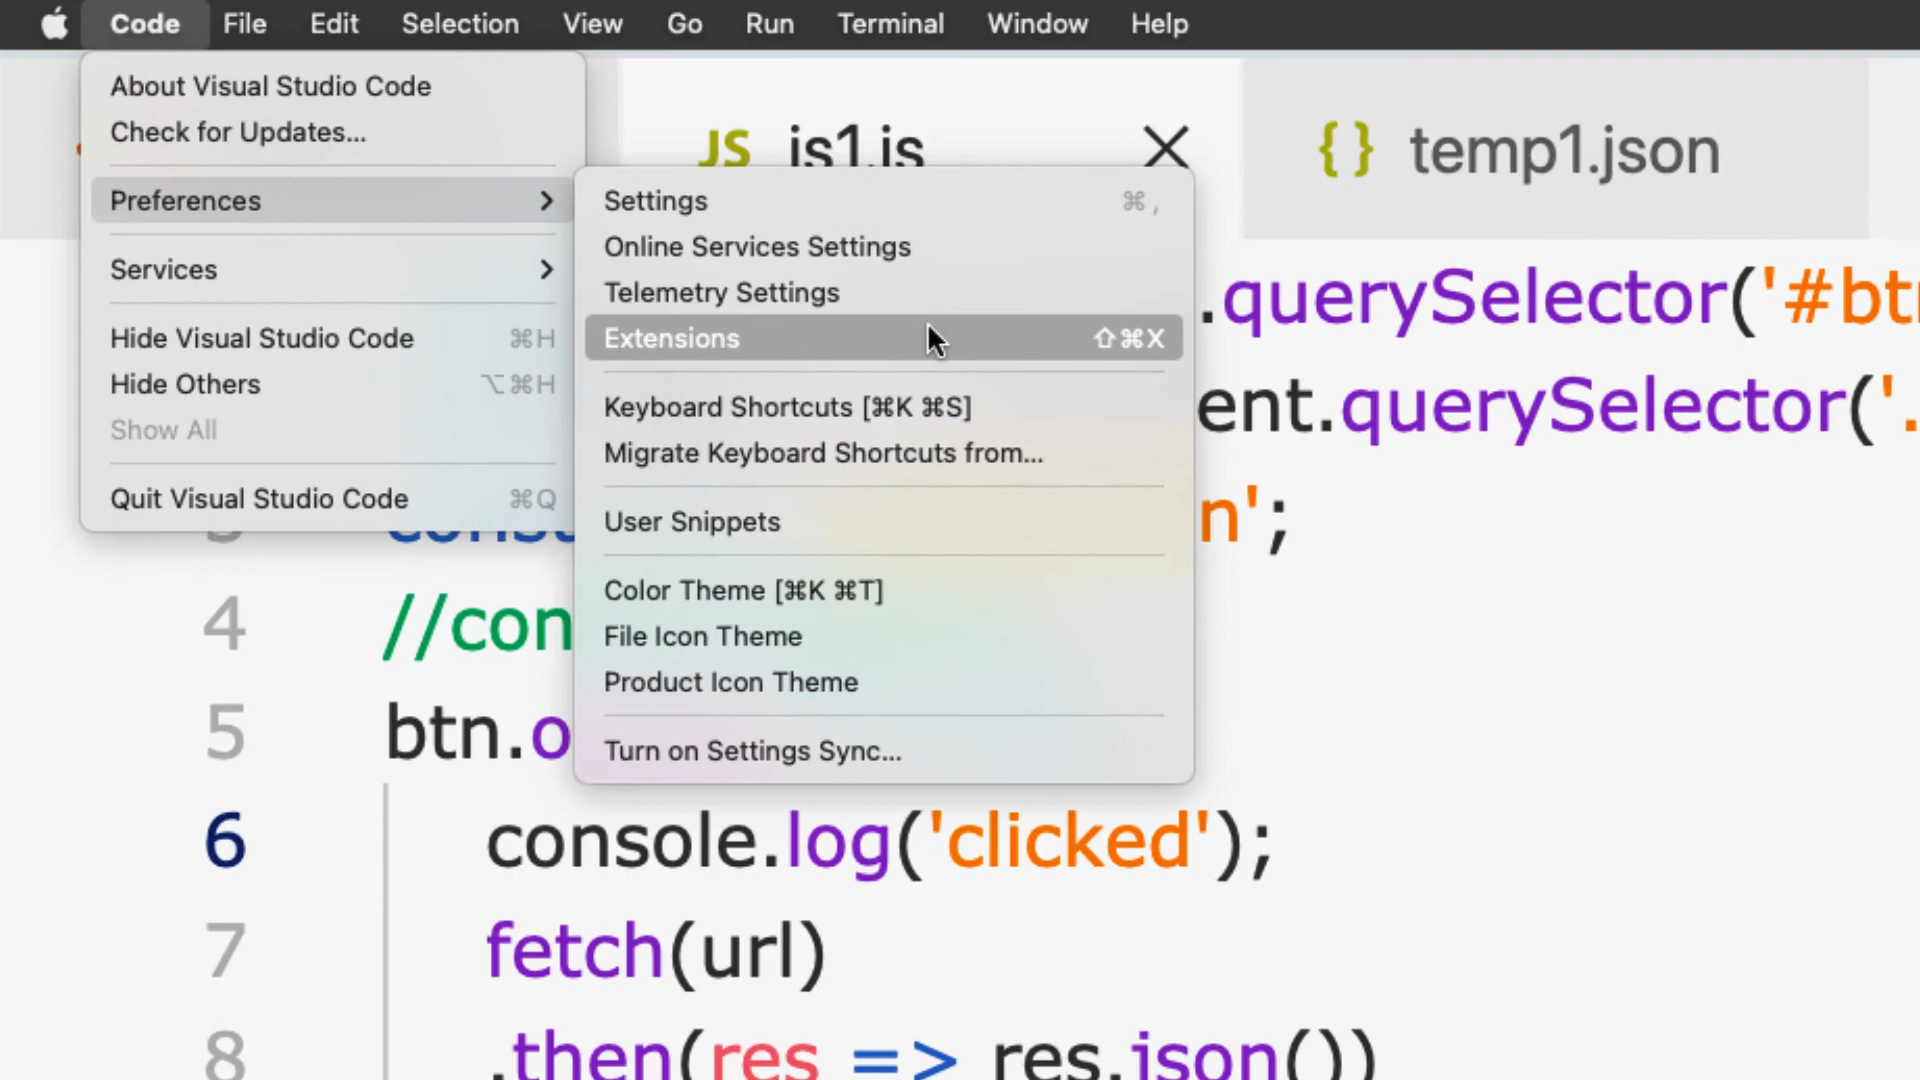 Code File Edit Selection View Go Run Terminal Window Help
About Visual Studio Code
Check for Updates...
Preferences
Services
Hide Visual Studio Code ⌘H
Hide Others ⌥⌘H
Show All
Quit Visual Studio Code ⌘Q
JS js1.js
{} temp1.json
Settings ⌘,
Online Services Settings
Telemetry Settings
Extensions ⇧⌘X
Keyboard Shortcuts [⌘K ⌘S]
Migrate Keyboard Shortcuts from...
User Snippets
Color Theme [⌘K ⌘T]
File Icon Theme
Product Icon Theme
Turn on Settings Sync...
.querySelector('#btn
ent.querySelector('.
3 const n';
4 //con
5 btn.o
6 console.log('clicked');
7 fetch(url)
8 .then(res => res.json())